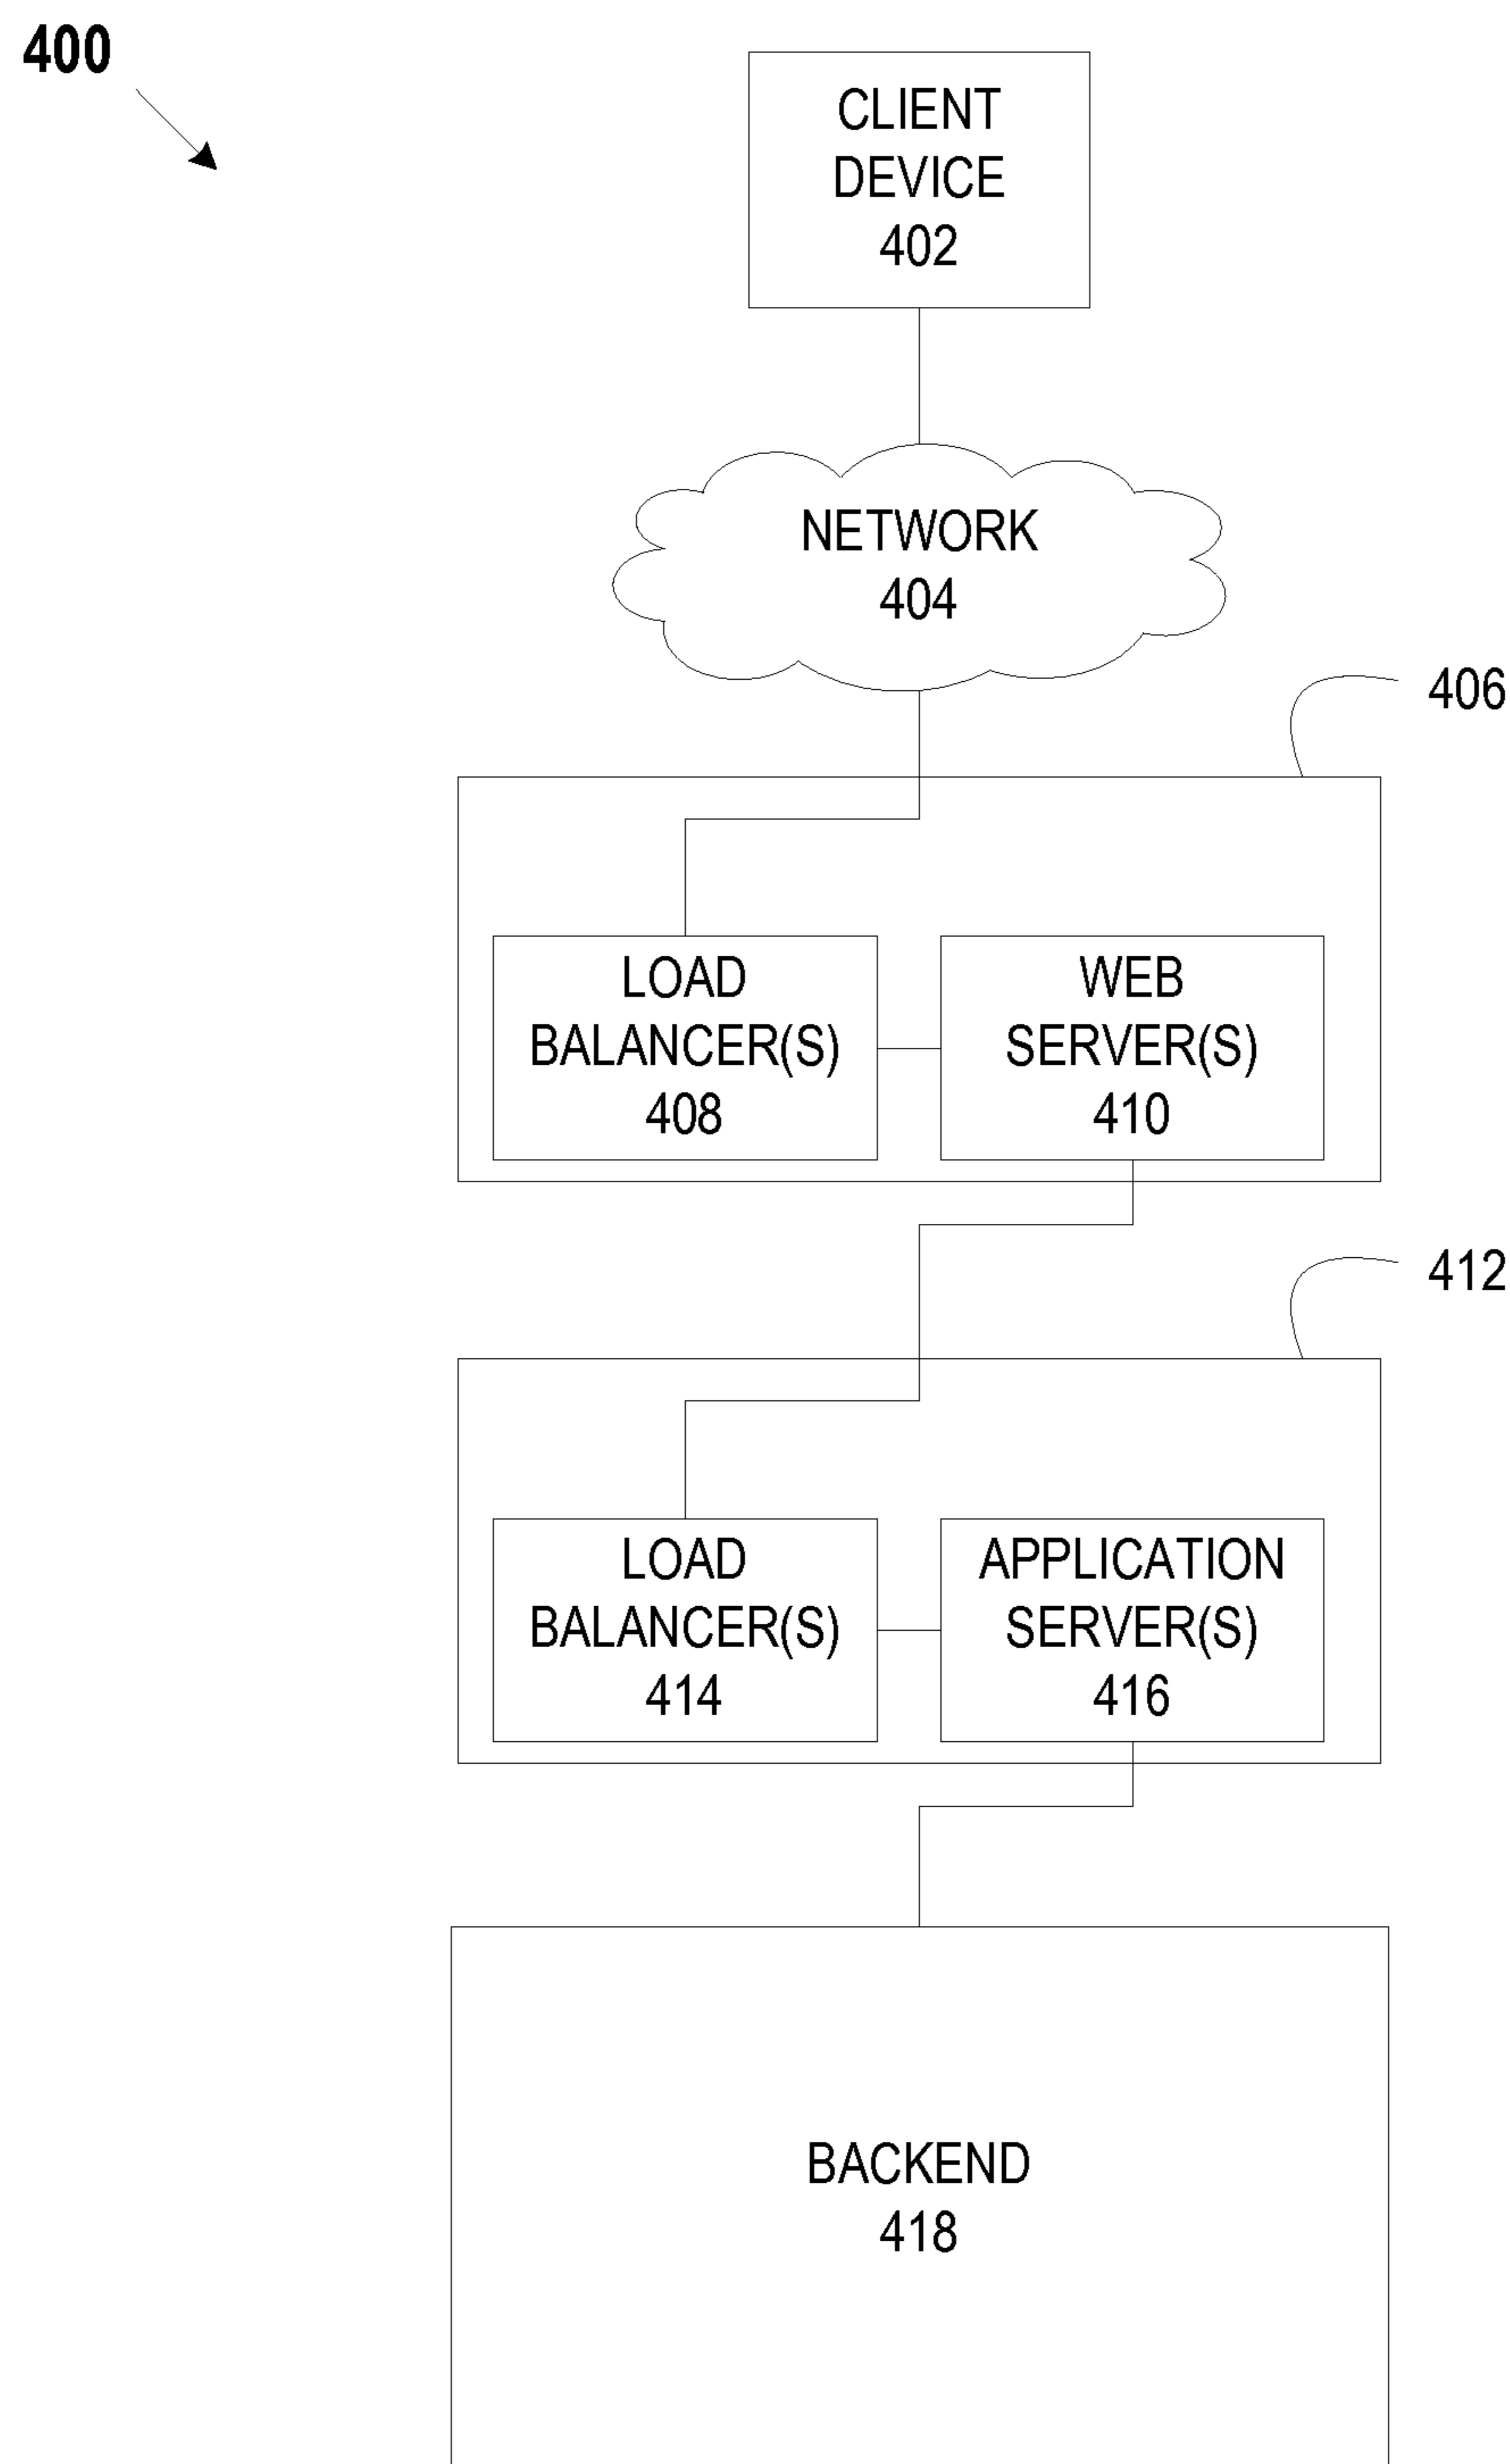 400
CLIENT
DEVICE
402
NETWORK
404
406
LOAD
BALANCER(S)
408
WEB
SERVER(S)
410
412
LOAD
BALANCER(S)
414
APPLICATION
SERVER(S)
416
BACKEND
418